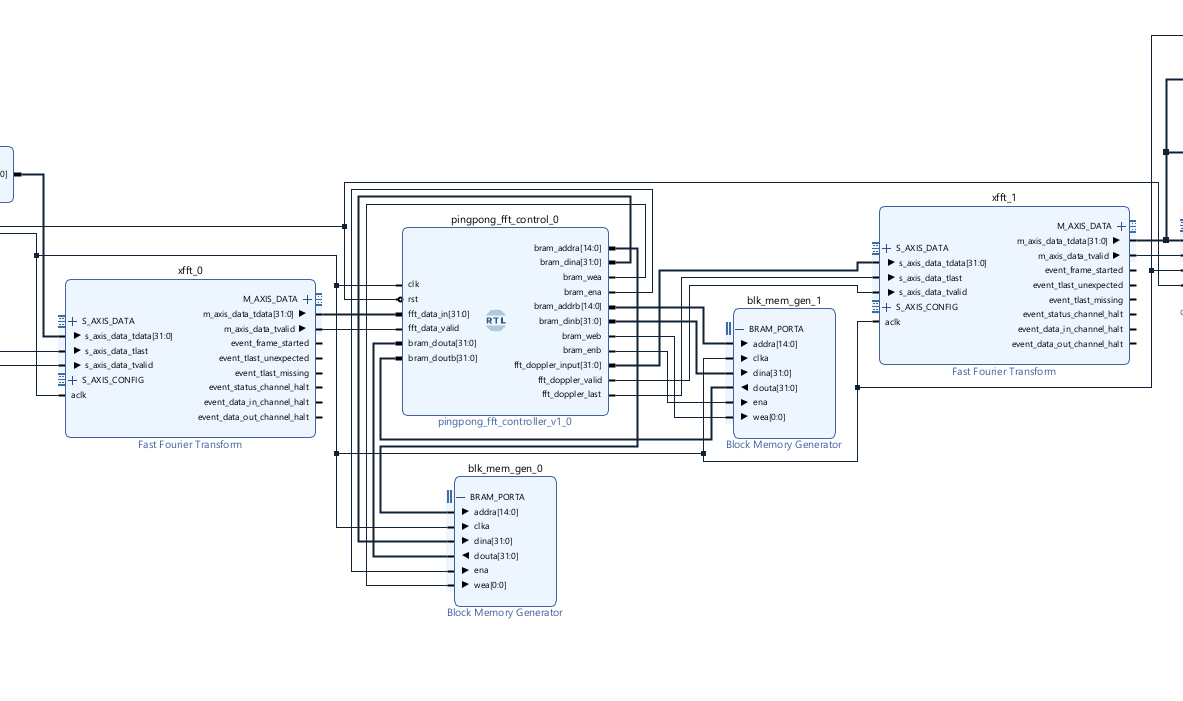 0]
xfft_0
M_AXIS_DATA
S_AXIS_DATA
m_axis_data_tdata[31:0]
s_axis_data_tdata[31:0]
m_axis_data_tvalid
s_axis_data_tlast
event_frame_started
s_axis_data_tvalid
event_tlast_unexpected
S_AXIS_CONFIG
event_tlast_missing
aclk
event_status_channel_halt
event_data_in_channel_halt
event_data_out_channel_halt
Fast Fourier Transform
pingpong_fft_control_0
clk
rst
fft_data_in[31:0]
fft_data_valid
bram_douta[31:0]
bram_doutb[31:0]
RTL
bram_addra[14:0]
bram_dina[31:0]
bram_wea
bram_ena
bram_addrb[14:0]
bram_dinb[31:0]
bram_web
bram_enb
fft_doppler_input[31:0]
fft_doppler_valid
fft_doppler_last
pingpong_fft_controller_v1_0
blk_mem_gen_0
BRAM_PORTA
addra[14:0]
clka
dina[31:0]
douta[31:0]
ena
wea[0:0]
Block Memory Generator
blk_mem_gen_1
BRAM_PORTA
addra[14:0]
clka
dina[31:0]
douta[31:0]
ena
wea[0:0]
Block Memory Generator
xfft_1
M_AXIS_DATA
S_AXIS_DATA
m_axis_data_tdata[31:0]
s_axis_data_tdata[31:0]
m_axis_data_tvalid
s_axis_data_tlast
event_frame_started
s_axis_data_tvalid
event_tlast_unexpected
S_AXIS_CONFIG
event_tlast_missing
aclk
event_status_channel_halt
event_data_in_channel_halt
event_data_out_channel_halt
Fast Fourier Transform